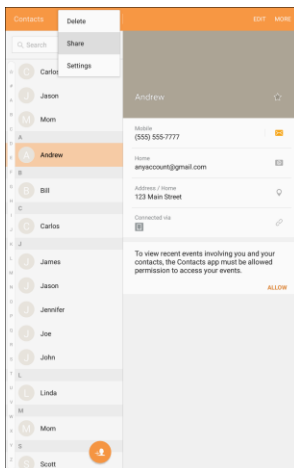 Contacts
Delete
EDIT MORE
Search
Share
Settings
Carlos
Jason
Mom
A
Andrew
B
Bill
C
Carlos
J
James
Jason
Jennifer
Joe
John
L
Linda
M
Mom
S
Scott
Andrew
Mobile
(555) 555-7777
Home
anyaccount@gmail.com
Address / Home
123 Main Street
Connected via
To view recent events involving you and your
contacts, the Contacts app must be allowed
permission to access your events.
ALLOW